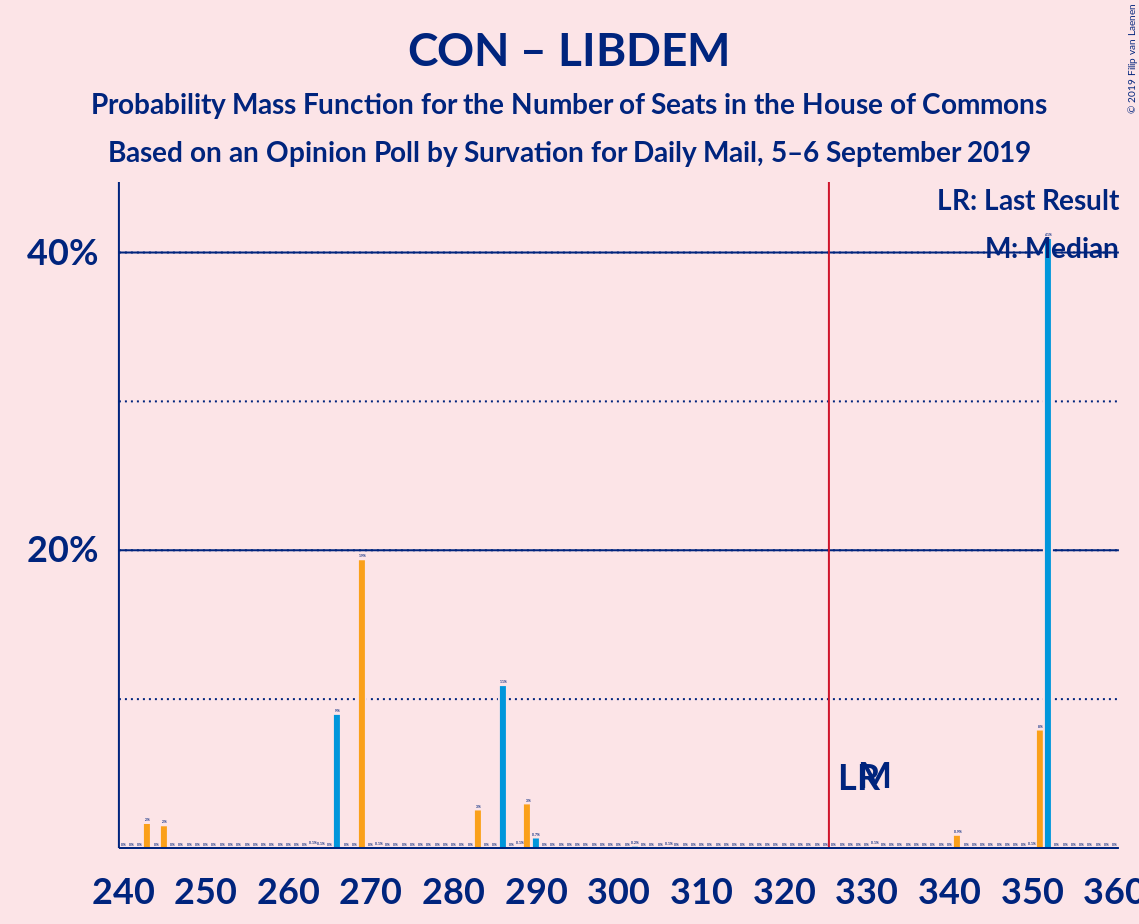 CON – LIBDEM
Probability Mass Function for the Number of Seats in the House of Commons
Based on an Opinion Poll by Survation for Daily Mail, 5–6 September 2019
© 2019 Filip van Laenen
LR: Last Result
M: Median
40%
20%
LR
M
240 250 260 270 280 290 300 310 320 330 340 350 360